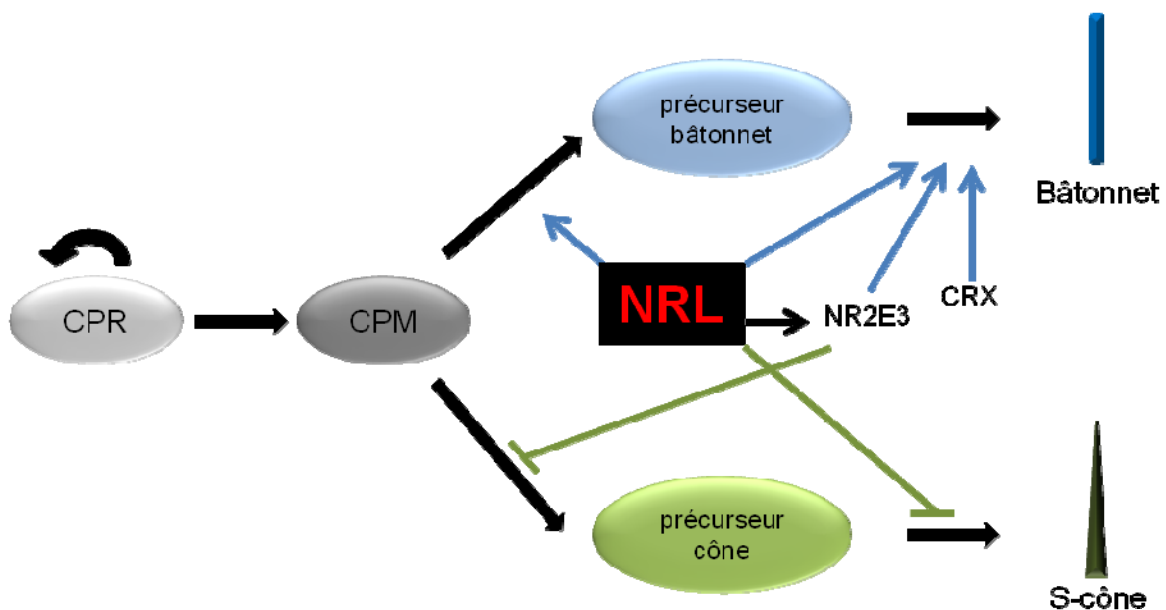 précurseur
bâtonnet
Bâtonnet
CPR
CPM
NRL
NR2E3
CRX
précurseur
cône
S-cône